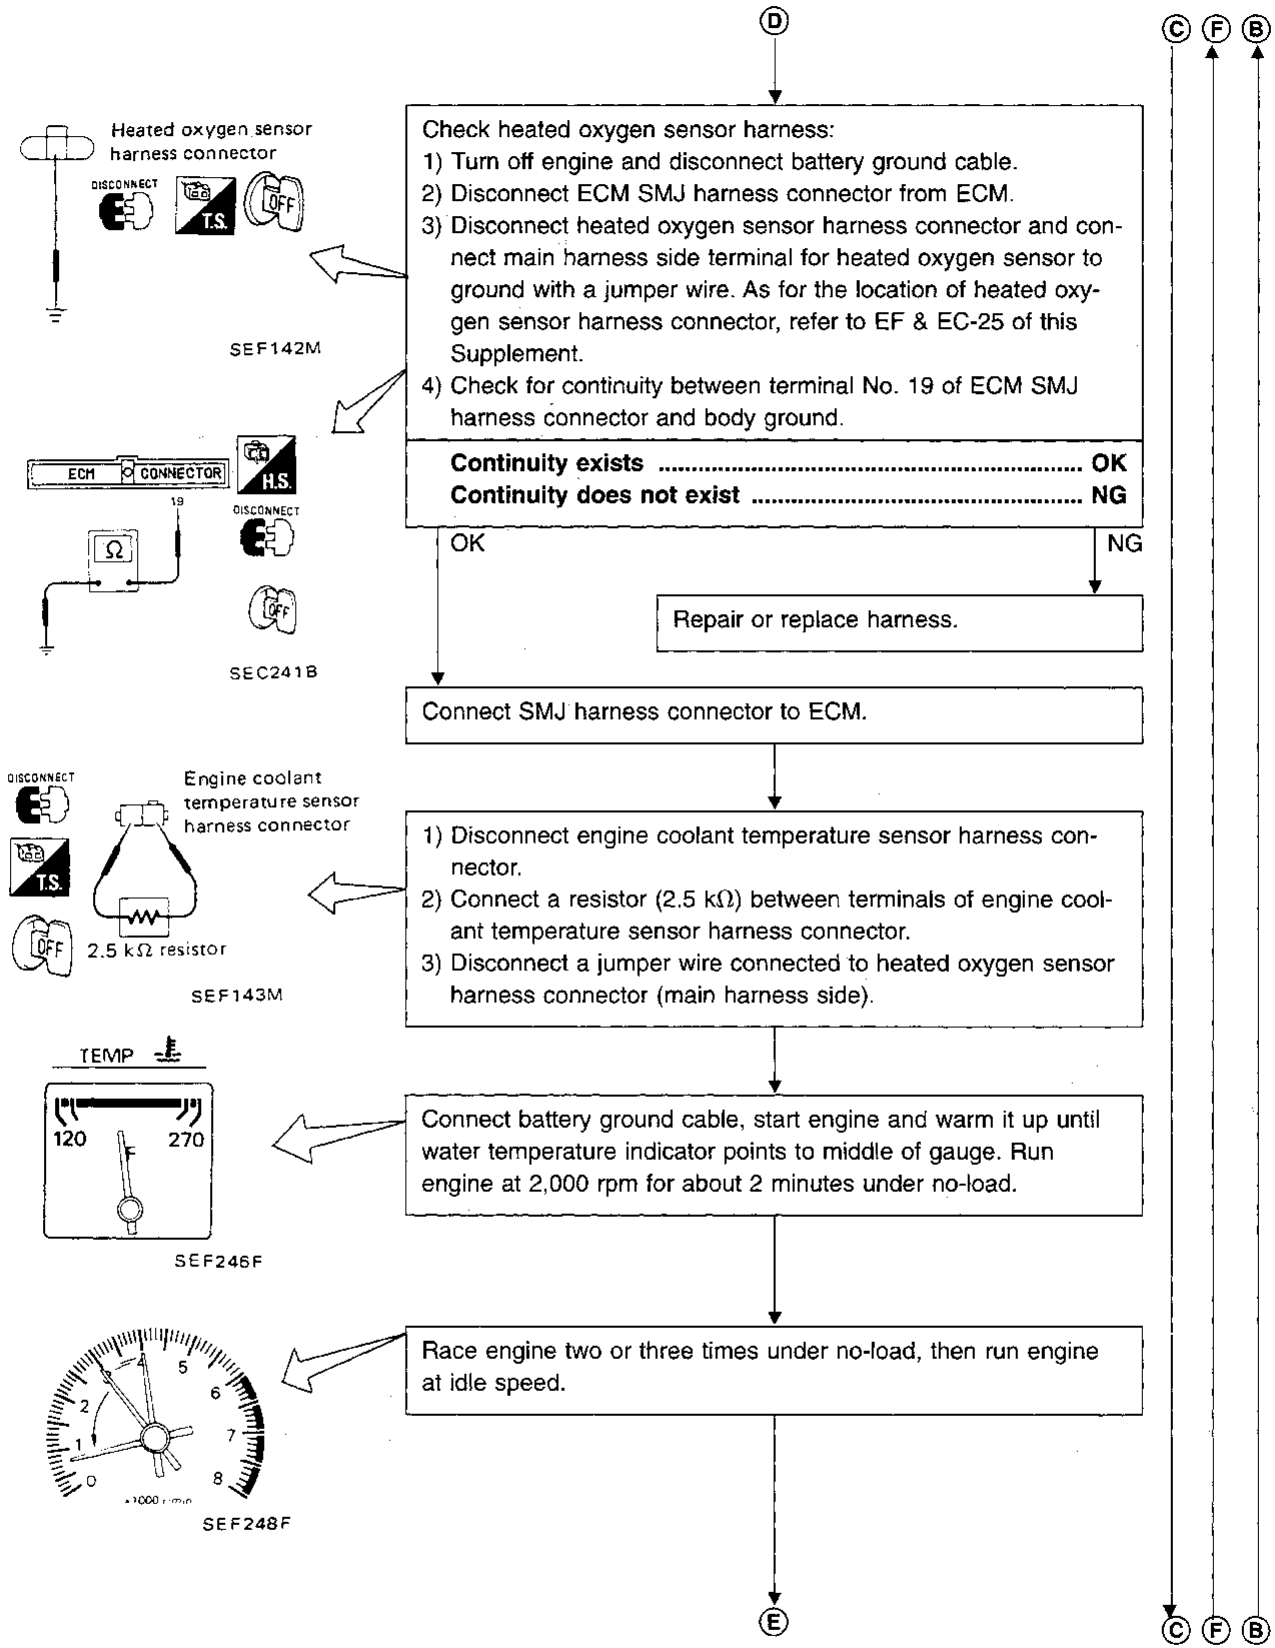 D
C F B
Heated oxygen sensor
harness connector
DISCONNECT
T.S.
OFF
SEF142M
Check heated oxygen sensor harness:
1) Turn off engine and disconnect battery ground cable.
2) Disconnect ECM SMJ harness connector from ECM.
3) Disconnect heated oxygen sensor harness connector and con-
nect main harness side terminal for heated oxygen sensor to
ground with a jumper wire. As for the location of heated oxy-
gen sensor harness connector, refer to EF & EC-25 of this
Supplement.
4) Check for continuity between terminal No. 19 of ECM SMJ
harness connector and body ground.
Continuity exists ........................................................ OK
Continuity does not exist ............................................ NG
ECM CONNECTOR
H.S.
19
DISCONNECT
Ω
OFF
SEC241B
OK
NG
Repair or replace harness.
Connect SMJ harness connector to ECM.
DISCONNECT
T.S.
OFF
Engine coolant
temperature sensor
harness connector
2.5 kΩ resistor
SEF143M
1) Disconnect engine coolant temperature sensor harness con-
nector.
2) Connect a resistor (2.5 kΩ) between terminals of engine cool-
ant temperature sensor harness connector.
3) Disconnect a jumper wire connected to heated oxygen sensor
harness connector (main harness side).
TEMP
120 270
F
SEF246F
Connect battery ground cable, start engine and warm it up until
water temperature indicator points to middle of gauge. Run
engine at 2,000 rpm for about 2 minutes under no-load.
0 1 2 3 4 5 6 7 8
SEF248F
Race engine two or three times under no-load, then run engine
at idle speed.
E
C F B